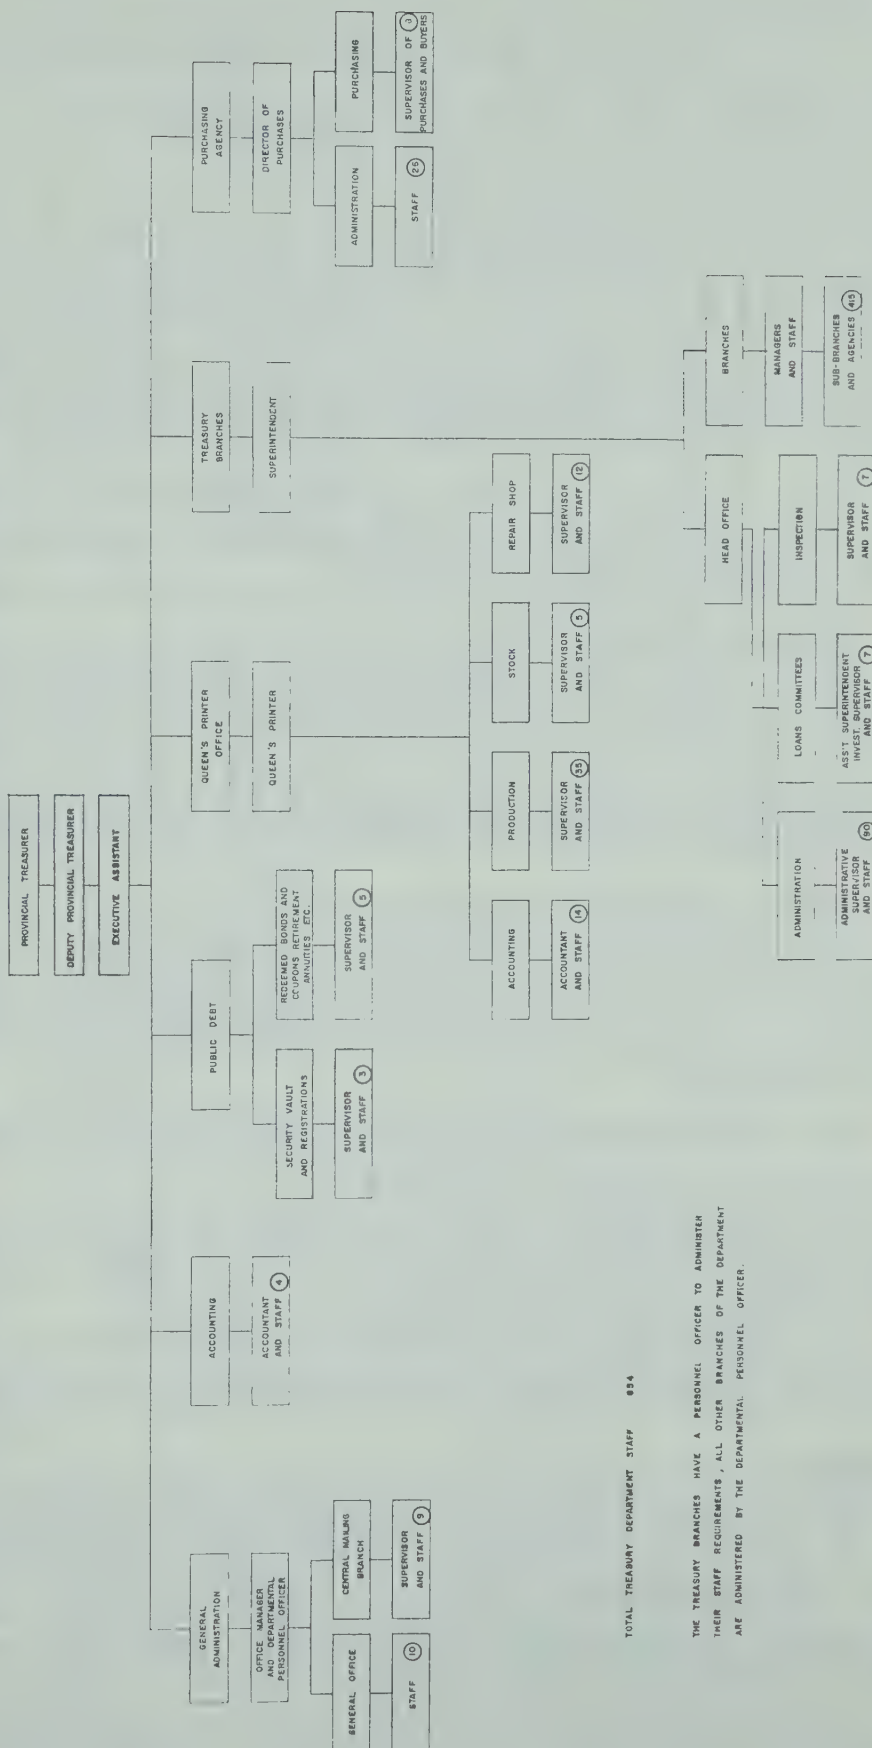 PROVINCIAL TREASURER
DEPUTY PROVINCIAL TREASURER
EXECUTIVE ASSISTANT
GENERAL
ADMINISTRATION
OFFICE MANAGER
AND DEPARTMENTAL
PERSONNEL OFFICER
GENERAL OFFICE
STAFF 10
CENTRAL MAILING
BRANCH
SUPERVISOR
AND STAFF 9
ACCOUNTING
ACCOUNTANT
AND STAFF 4
PUBLIC DEBT
SECURITY VAULT
AND REGISTRATIONS
SUPERVISOR
AND STAFF 3
REDEEMED BONDS AND
COUPONS RETIREMENT
ANNUITIES ETC.
SUPERVISOR
AND STAFF 5
QUEEN'S PRINTER
OFFICE
QUEEN'S PRINTER
ACCOUNTING
ACCOUNTANT
AND STAFF 14
PRODUCTION
SUPERVISOR
AND STAFF 35
STOCK
SUPERVISOR
AND STAFF 5
REPAIR SHOP
SUPERVISOR
AND STAFF 12
TREASURY
BRANCHES
SUPERINTENDENT
HEAD OFFICE
ADMINISTRATION
ADMINISTRATIVE
SUPERVISOR
AND STAFF 90
LOANS COMMITTEES
ASS'T SUPERINTENDENT
INVEST. SUPERVISOR
AND STAFF 7
INSPECTION
SUPERVISOR
AND STAFF 7
BRANCHES
MANAGERS
AND STAFF
SUB-BRANCHES
AND AGENCIES 415
PURCHASING
AGENCY
DIRECTOR OF
PURCHASES
ADMINISTRATION
STAFF 26
PURCHASING
SUPERVISOR OF
PURCHASES AND BUYERS
TOTAL TREASURY DEPARTMENT STAFF
THE TREASURY BRANCHES HAVE A PERSONNEL OFFICER TO ADMINISTER
THEIR STAFF REQUIREMENTS, ALL OTHER BRANCHES OF THE DEPARTMENT
ARE ADMINISTERED BY THE DEPARTMENTAL PERSONNEL OFFICER.